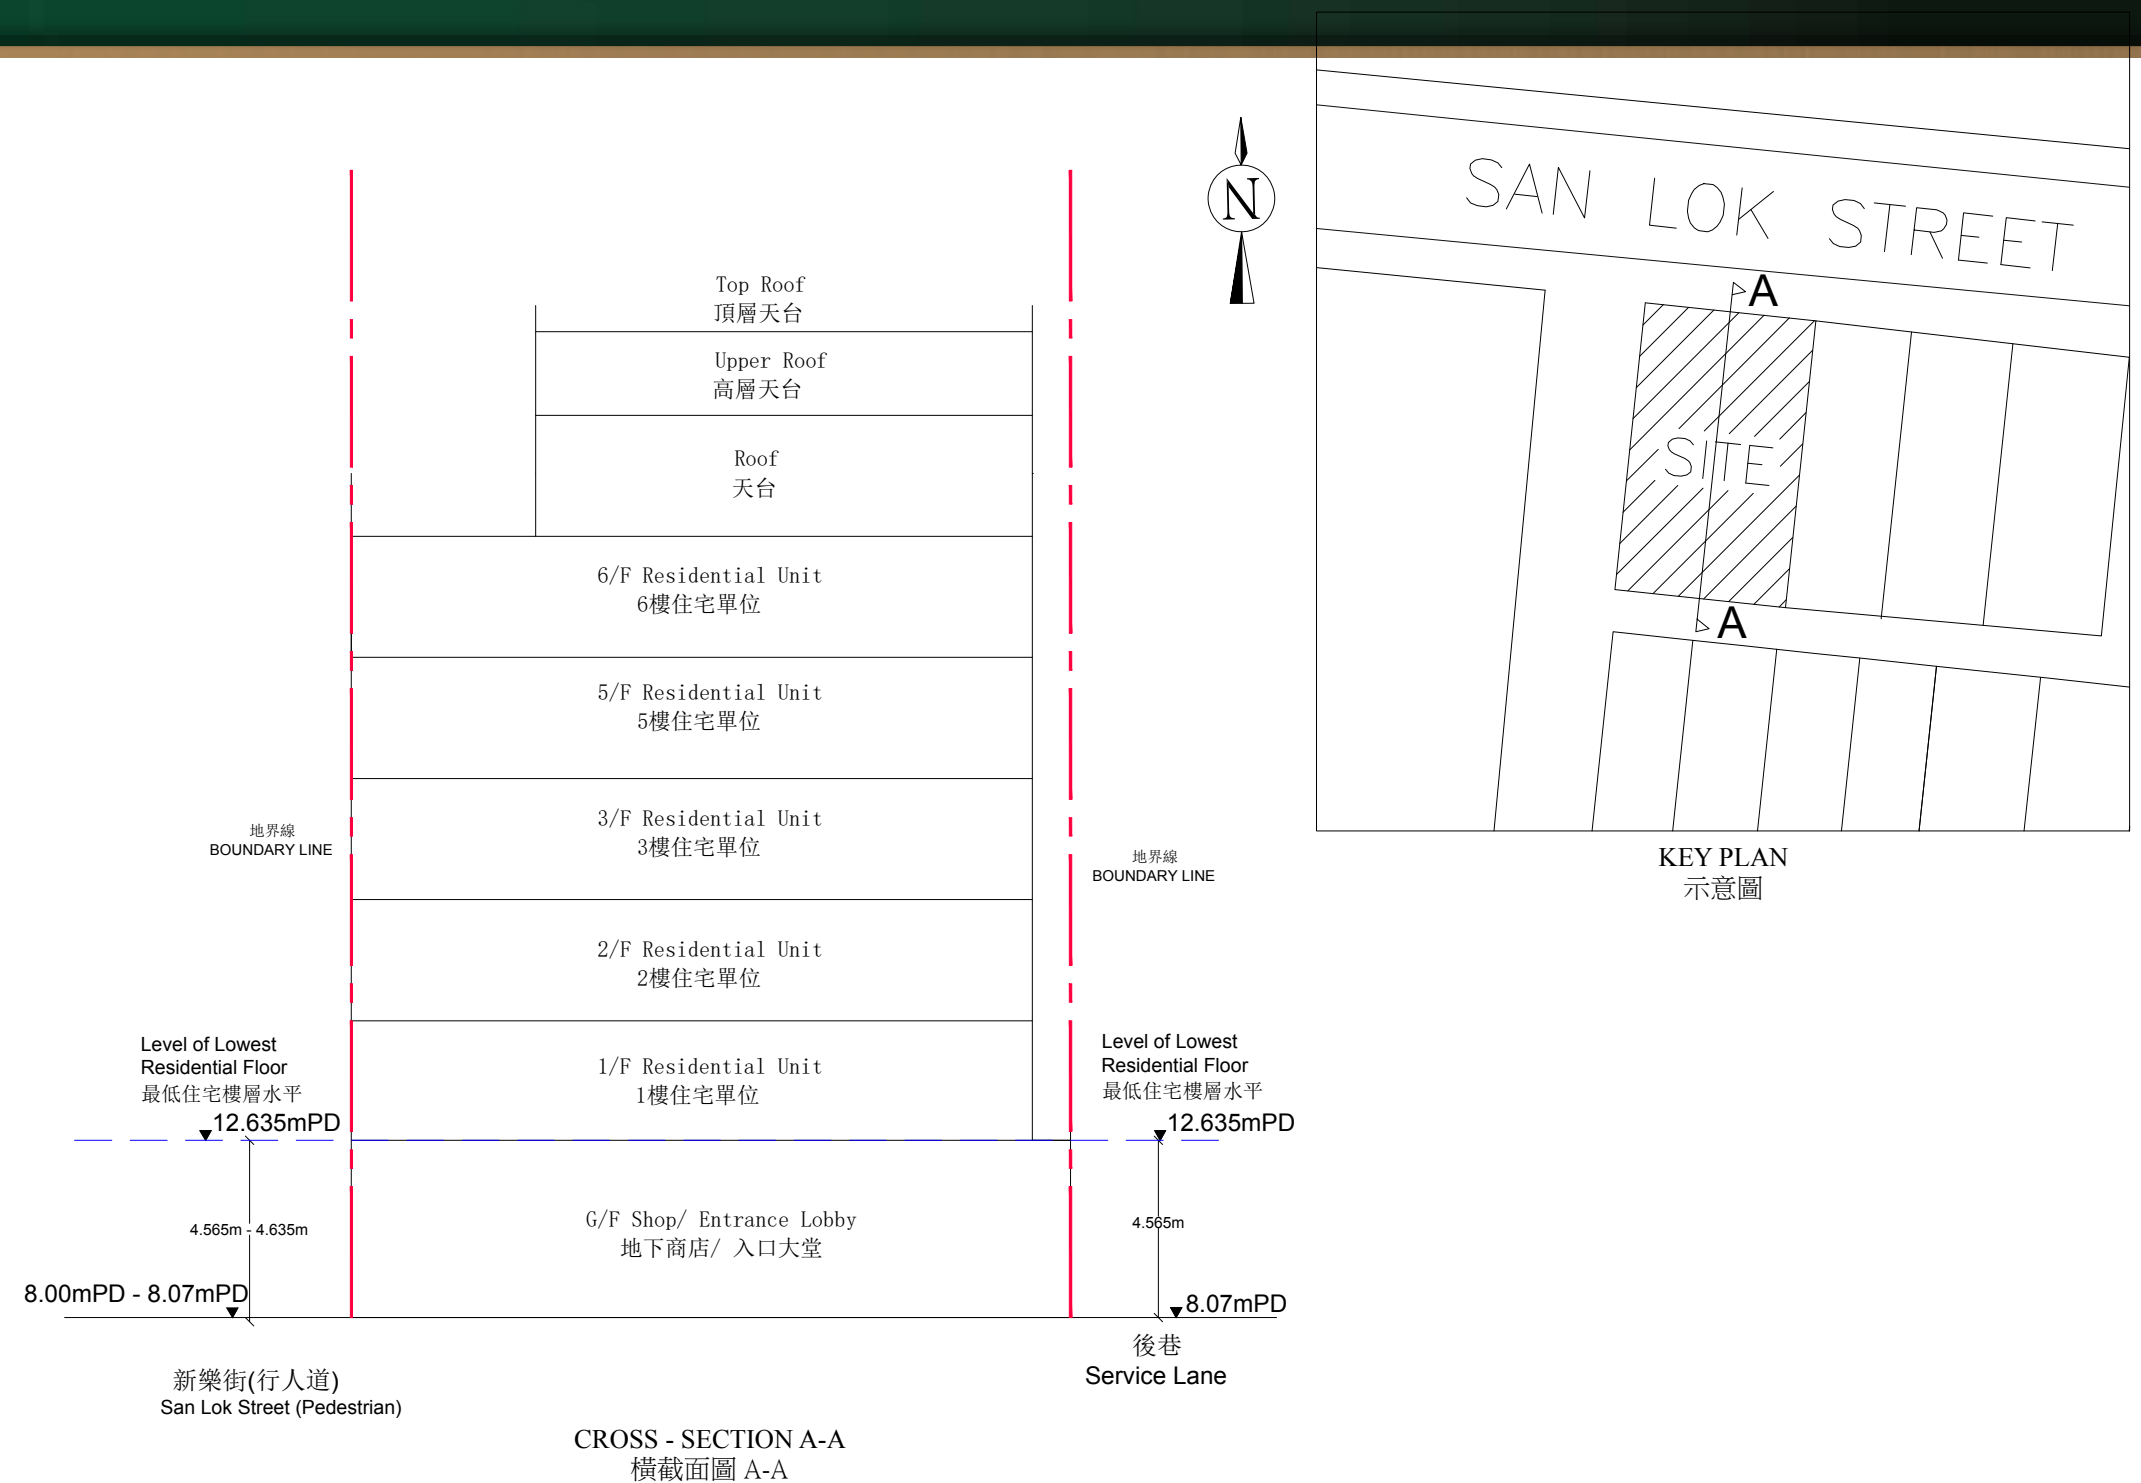 Top Roof
頂層天台
Upper Roof
高層天台
Roof
天台
6/F Residential Unit
6樓住宅單位
5/F Residential Unit
5樓住宅單位
3/F Residential Unit
3樓住宅單位
2/F Residential Unit
2樓住宅單位
1/F Residential Unit
1樓住宅單位
G/F Shop/ Entrance Lobby
地下商店/ 入口大堂
地界線
BOUNDARY LINE
地界線
BOUNDARY LINE
Level of Lowest
Residential Floor
最低住宅樓層水平
12.635mPD
4.565m - 4.635m
8.00mPD - 8.07mPD
新樂街(行人道)
San Lok Street (Pedestrian)
Level of Lowest
Residential Floor
最低住宅樓層水平
12.635mPD
4.565m
8.07mPD
後巷
Service Lane
CROSS - SECTION A-A
橫截面圖 A-A
N
SAN LOK STREET
A
SITE
A
KEY PLAN
示意圖